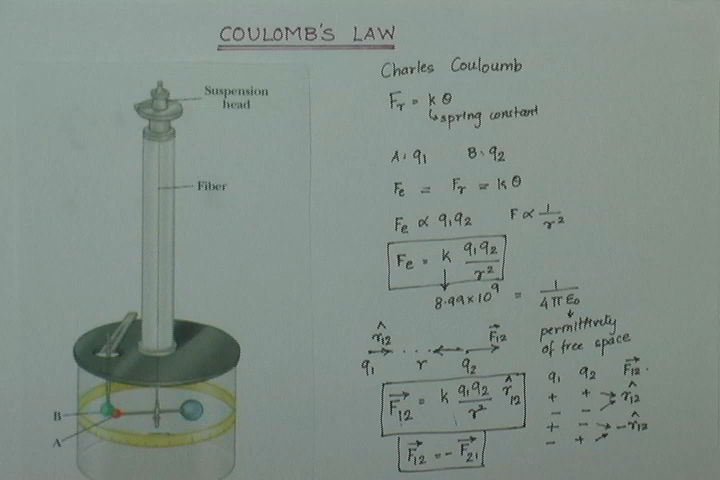 COULOMB'S LAW
Suspension
head
Fiber
B
A
Charles Couloumb
Fr = kθ
↳ spring constant
A: q1 B: q2
Fe = Fr = kθ
Fe ∝ q1q2 F ∝ 1/r²
Fe = k q1q2/r²
8.99×10⁹ = 1/4πε0
permittivity
of free space
r̂12 F⃗12
q1 r q2
F⃗12 = k q1q2/r² r̂12
F⃗12 = - F⃗21
q1 q2 F⃗12
+ + → r̂12
- -
+ - → -r̂12
- +